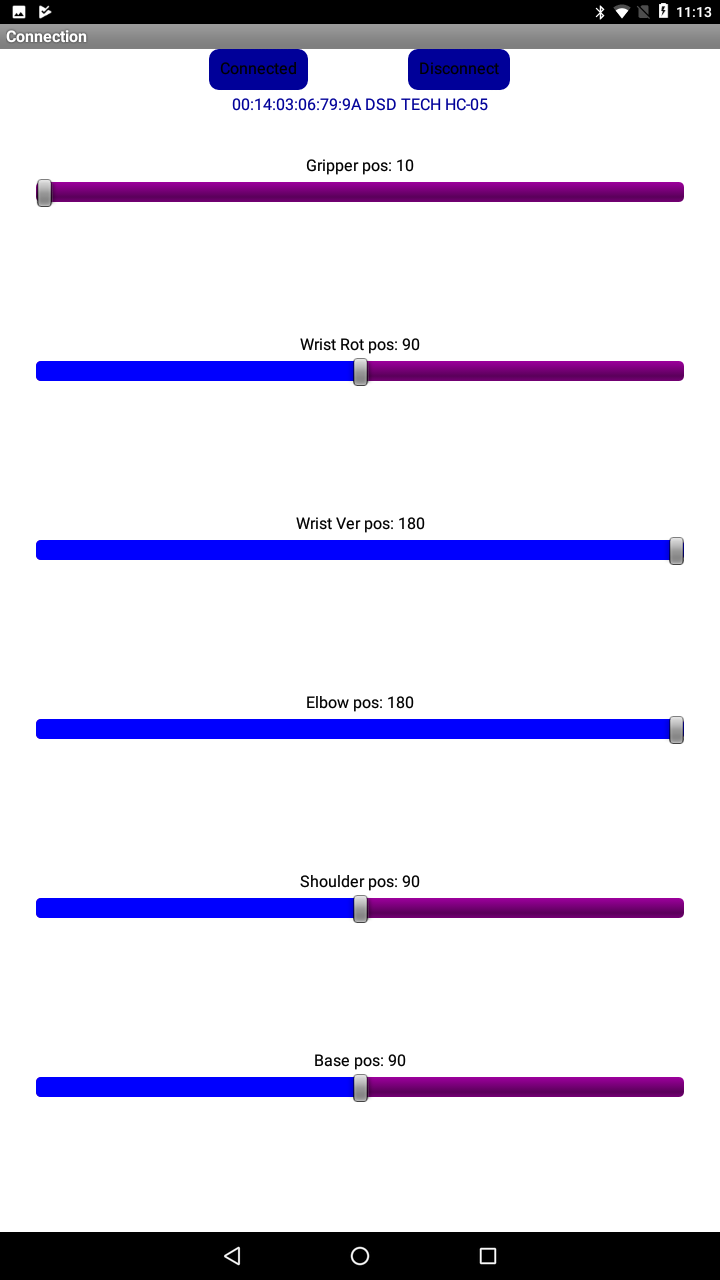 11:13
Connection
Connected Disconnect
00:14:03:06:79:9A DSD TECH HC-05
Gripper pos: 10
Wrist Rot pos: 90
Wrist Ver pos: 180
Elbow pos: 180
Shoulder pos: 90
Base pos: 90